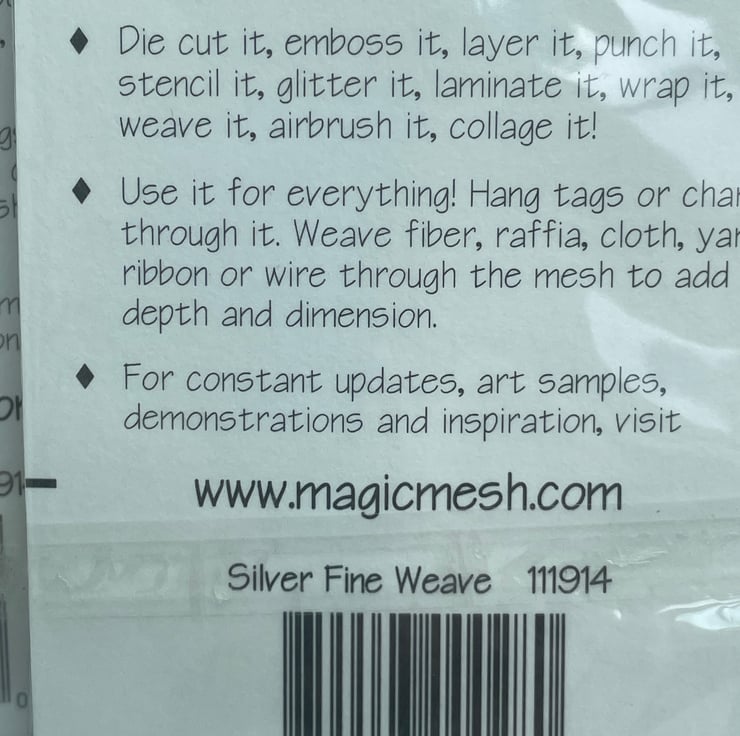 ♦ Die cut it, emboss it, layer it, punch it,
stencil it, glitter it, laminate it, wrap it,
weave it, airbrush it, collage it!
♦ Use it for everything! Hang tags or
through it. Weave fiber, raffia, cloth,
ribbon or wire through the mesh to add
depth and dimension.
♦ For constant updates, art samples,
demonstrations and inspiration, visit
www.magicmesh.com
Silver Fine Weave 111914